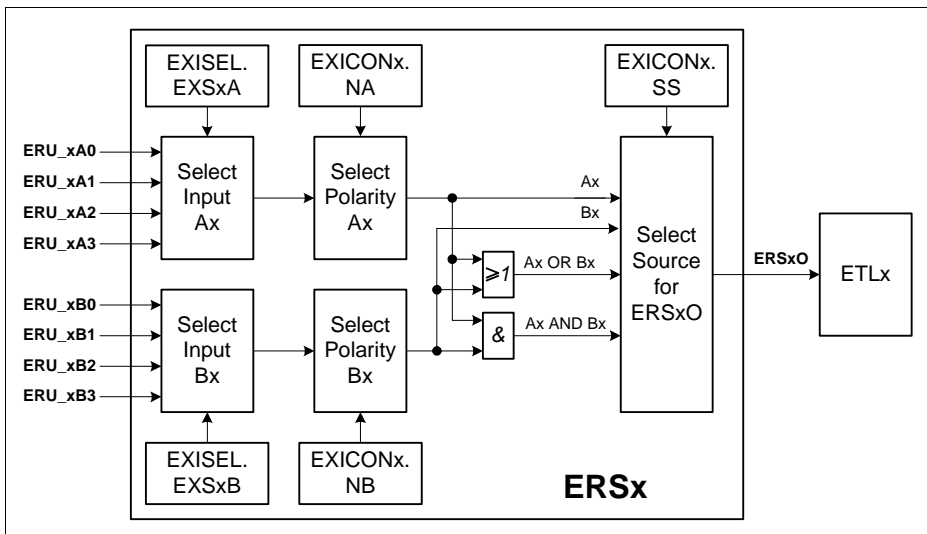 EXISEL.
EXSxA
EXICONx.
NA
EXICONx.
SS
ERU_xA0
ERU_xA1
ERU_xA2
ERU_xA3
Select
Input
Ax
Select
Polarity
Ax
Ax
Bx
≥1
Ax OR Bx
&
Ax AND Bx
Select
Source
for
ERSxO
ERSxO
ETLx
ERU_xB0
ERU_xB1
ERU_xB2
ERU_xB3
Select
Input
Bx
Select
Polarity
Bx
EXISEL.
EXSxB
EXICONx.
NB
ERSx